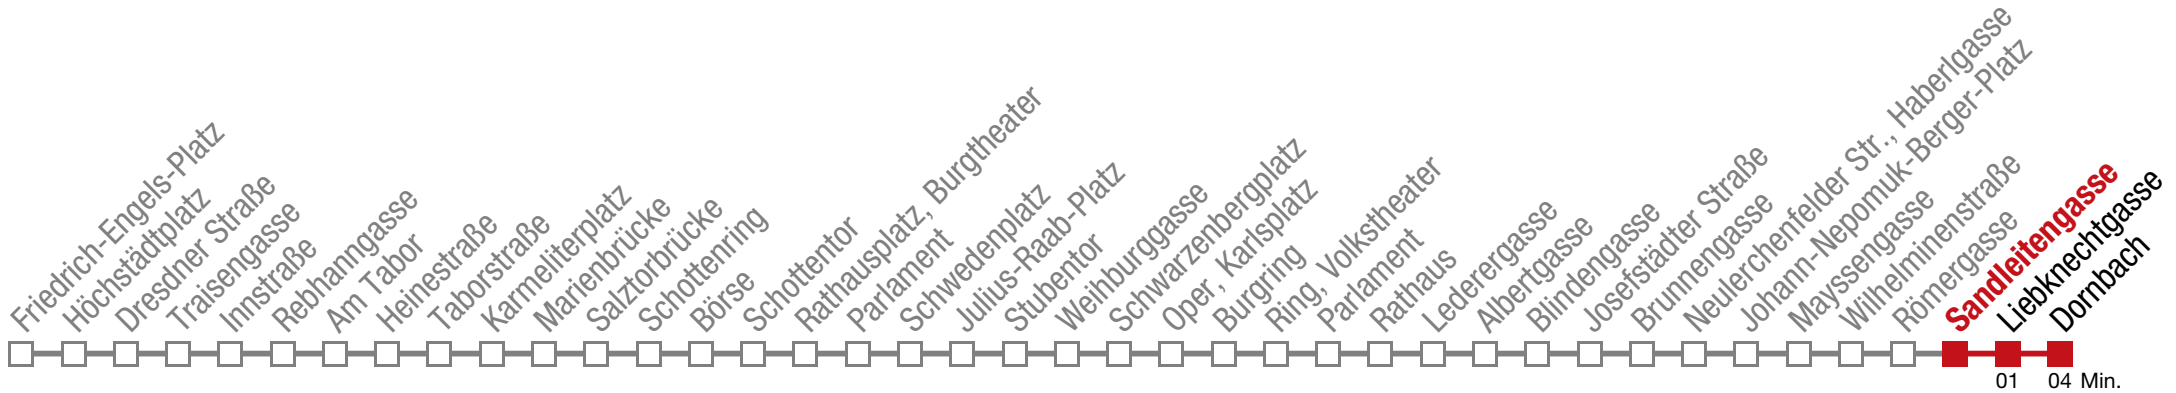 Friedrich-Engels-Platz
Höchstädtplatz
Dresdner Straße
Traisengasse
Innstraße
Rebhanngasse
Am Tabor
Heinestraße
Taborstraße
Karmeliterplatz
Marienbrücke
Salztorbrücke
Schottenring
Börse
Schottentor
Rathausplatz, Burgtheater
Parlament
Schwedenplatz
Julius-Raab-Platz
Stubentor
Weihburggasse
Schwarzenbergplatz
Oper, Karlsplatz
Burgring
Ring, Volkstheater
Parlament
Rathaus
Lederergasse
Albertgasse
Blindengasse
Josefstädter Straße
Brunnengasse
Neulerchenfelder Str., Haberlgasse
Johann-Nepomuk-Berger-Platz
Mayssengasse
Wilhelminenstraße
Römergasse
Sandleitengasse
Liebknechtgasse
Dornbach
01 04 Min.